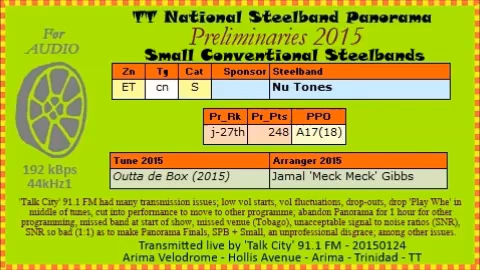 TT National Steelband Panorama
For
AUDIO
Preliminaries 2015
Small Conventional Steelbands
Zn Tg Cat Sponsor Steelband
ET cn S Nu Tones
Pr_Rk Pr_Pts PPO
j-27th 248 A17(18)
192 kBps
44kHz1
Tune 2015 Arranger 2015
Outta de Box (2015) Jamal 'Meck Meck' Gibbs
'Talk City' 91.1 FM had many transmission issues; low vol starts, vol fluctuations, drop-outs, drop 'Play Whe' in
middle of tunes, cut into performance to move to other programme; abandon Panorama for 1 hour for other
programming, missed band at start of show, missed venue (Tobago), unacceptable signal to noise ratios (SNR),
SNR so bad (1:1) as to make Panorama Finals, SPB + Small, an unprofessional disgrace; among other issues.
Transmitted live by 'Talk City' 91.1 FM - 20150124
Arima Velodrome - Hollis Avenue - Arima - Trinidad - TT